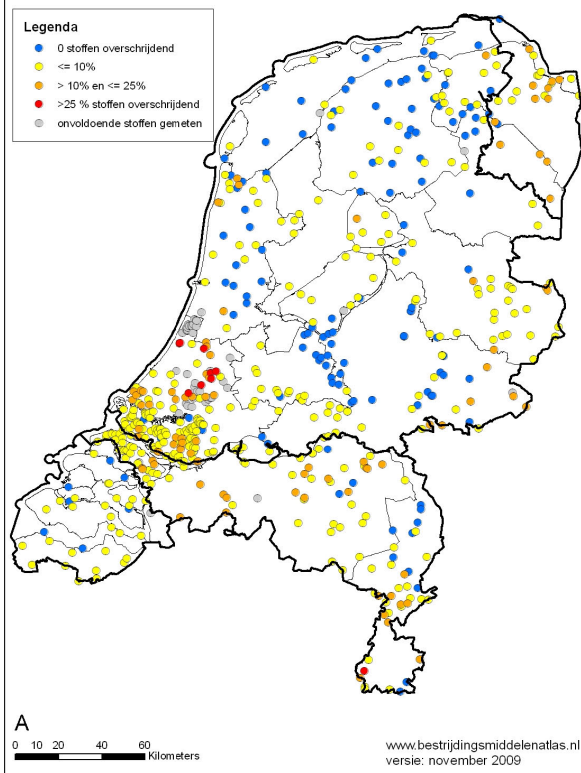 Legenda
0 stoffen overschrijdend
<= 10%
> 10% en <= 25%
>25 % stoffen overschrijdend
onvoldoende stoffen gemeten
A
0 10 20 40 60
Kilometers
www.bestrijdingsmiddelenatlas.nl
versie: november 2009